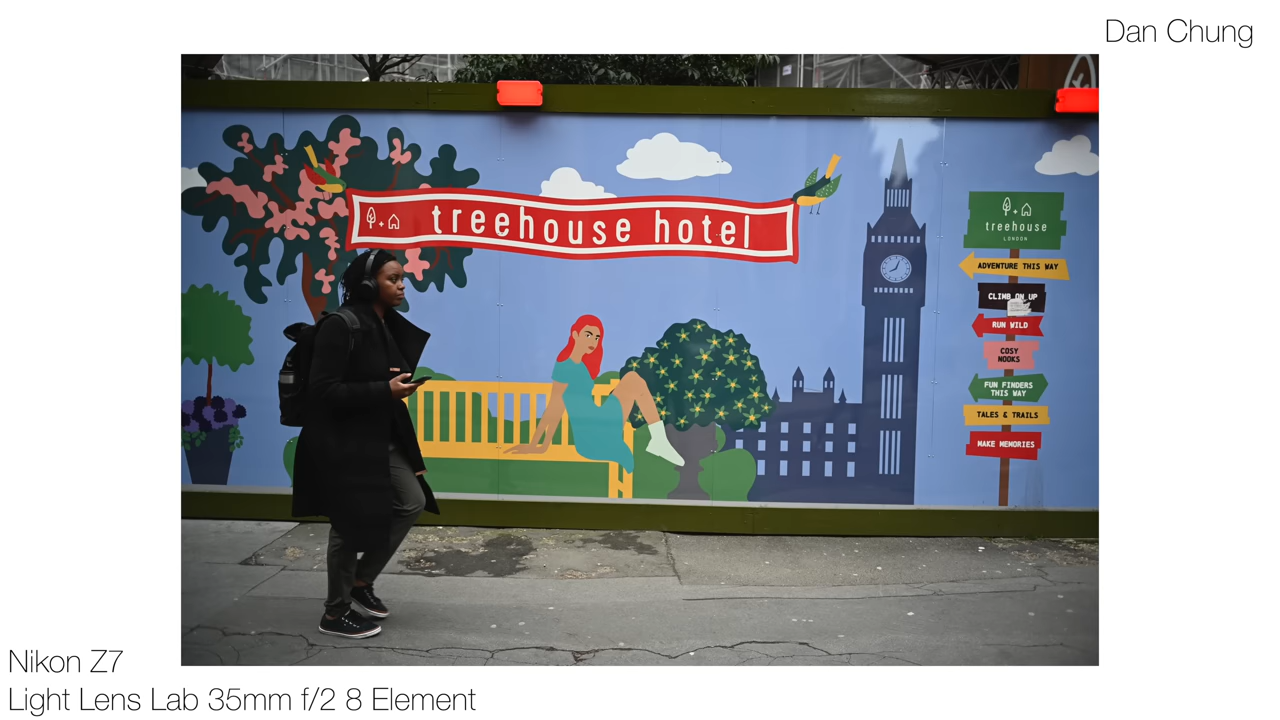 Dan Chung
treehouse hotel
treehouse
LONDON
ADVENTURE THIS WAY
CLIMB ON UP
RUN WILD
COSY
NOOKS
FUN FINDERS
THIS WAY
TALES & TRAILS
MAKE MEMORIES
Nikon Z7
Light Lens Lab 35mm f/2 8 Element